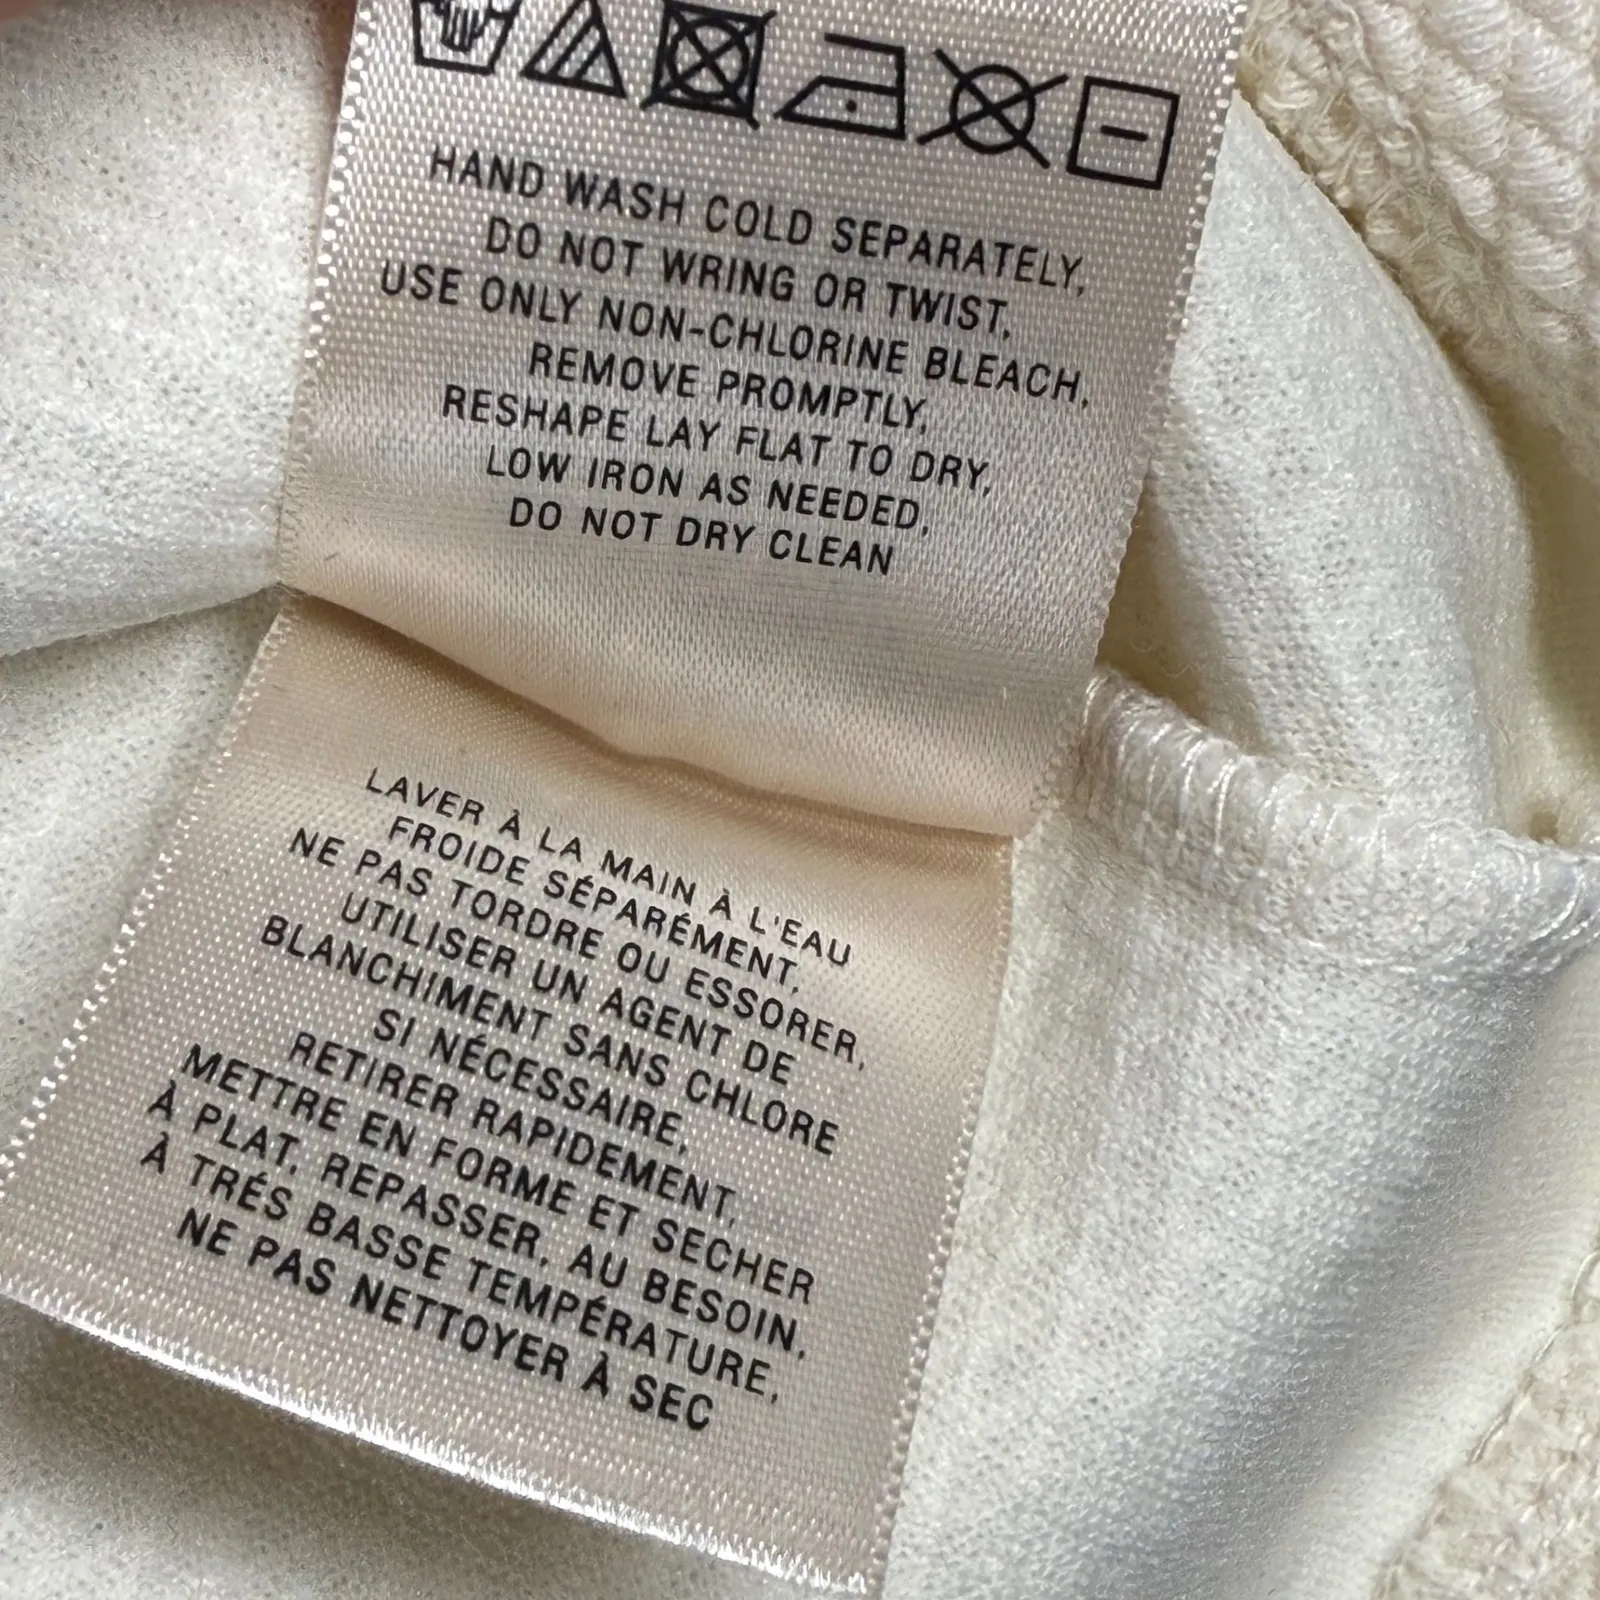 HAND WASH COLD SEPARATELY,
DO NOT WRING OR TWIST,
USE ONLY NON-CHLORINE BLEACH,
REMOVE PROMPTLY,
RESHAPE LAY FLAT TO DRY,
LOW IRON AS NEEDED,
DO NOT DRY CLEAN
LAVER À LA MAIN À L'EAU
FROIDE SÉPARÉMENT,
NE PAS TORDRE OU ESSORER,
UTILISER UN AGENT DE
BLANCHIMENT SANS CHLORE
SI NÉCESSAIRE,
RETIRER RAPIDEMENT,
METTRE EN FORME ET SECHER
À PLAT, REPASSER, AU BESOIN,
À TRÉS BASSE TEMPÉRATURE,
NE PAS NETTOYER À SEC